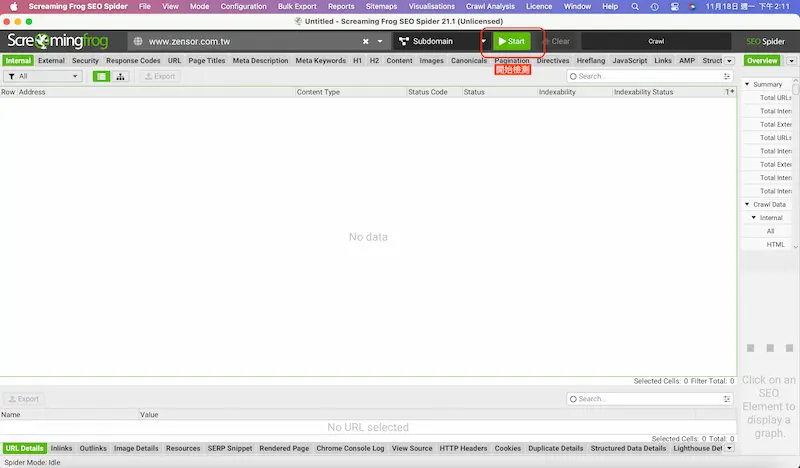 Screaming Frog SEO Spider File View Mode Configuration Bulk Export Reports Sitemaps Visualisations Crawl Analysis Licence Window Help 11月18日 週一 下午 2:11
Untitled - Screaming Frog SEO Spider 21.1 (Unlicensed)
Screamingfrog www.zensor.com.tw Subdomain Start Clear Crawl SEO Spider
Internal External Security Response Codes URL Page Titles Meta Description Meta Keywords H1 H2 Content Images Canonicals Pagination Directives Hreflang JavaScript Links AMP Struct Overview
開始檢測
All Export Search...
Row Address Content Type Status Code Status Indexability Indexability Status T
Summary
Total URLs
Total Inter
Total Exter
Total URLs
Total Inter
Total Exter
Total Inter
Total Inter
Crawl Data
Internal
All
HTML
No data
Selected Cells: 0 Filter Total: 0
Click on an
SEO
Element to
display a
graph.
Export Search...
Name Value
No URL selected
Selected Cells: 0 Total: 0
URL Details Inlinks Outlinks Image Details Resources SERP Snippet Rendered Page Chrome Console Log View Source HTTP Headers Cookies Duplicate Details Structured Data Details Lighthouse Det
Spider Mode: Idle